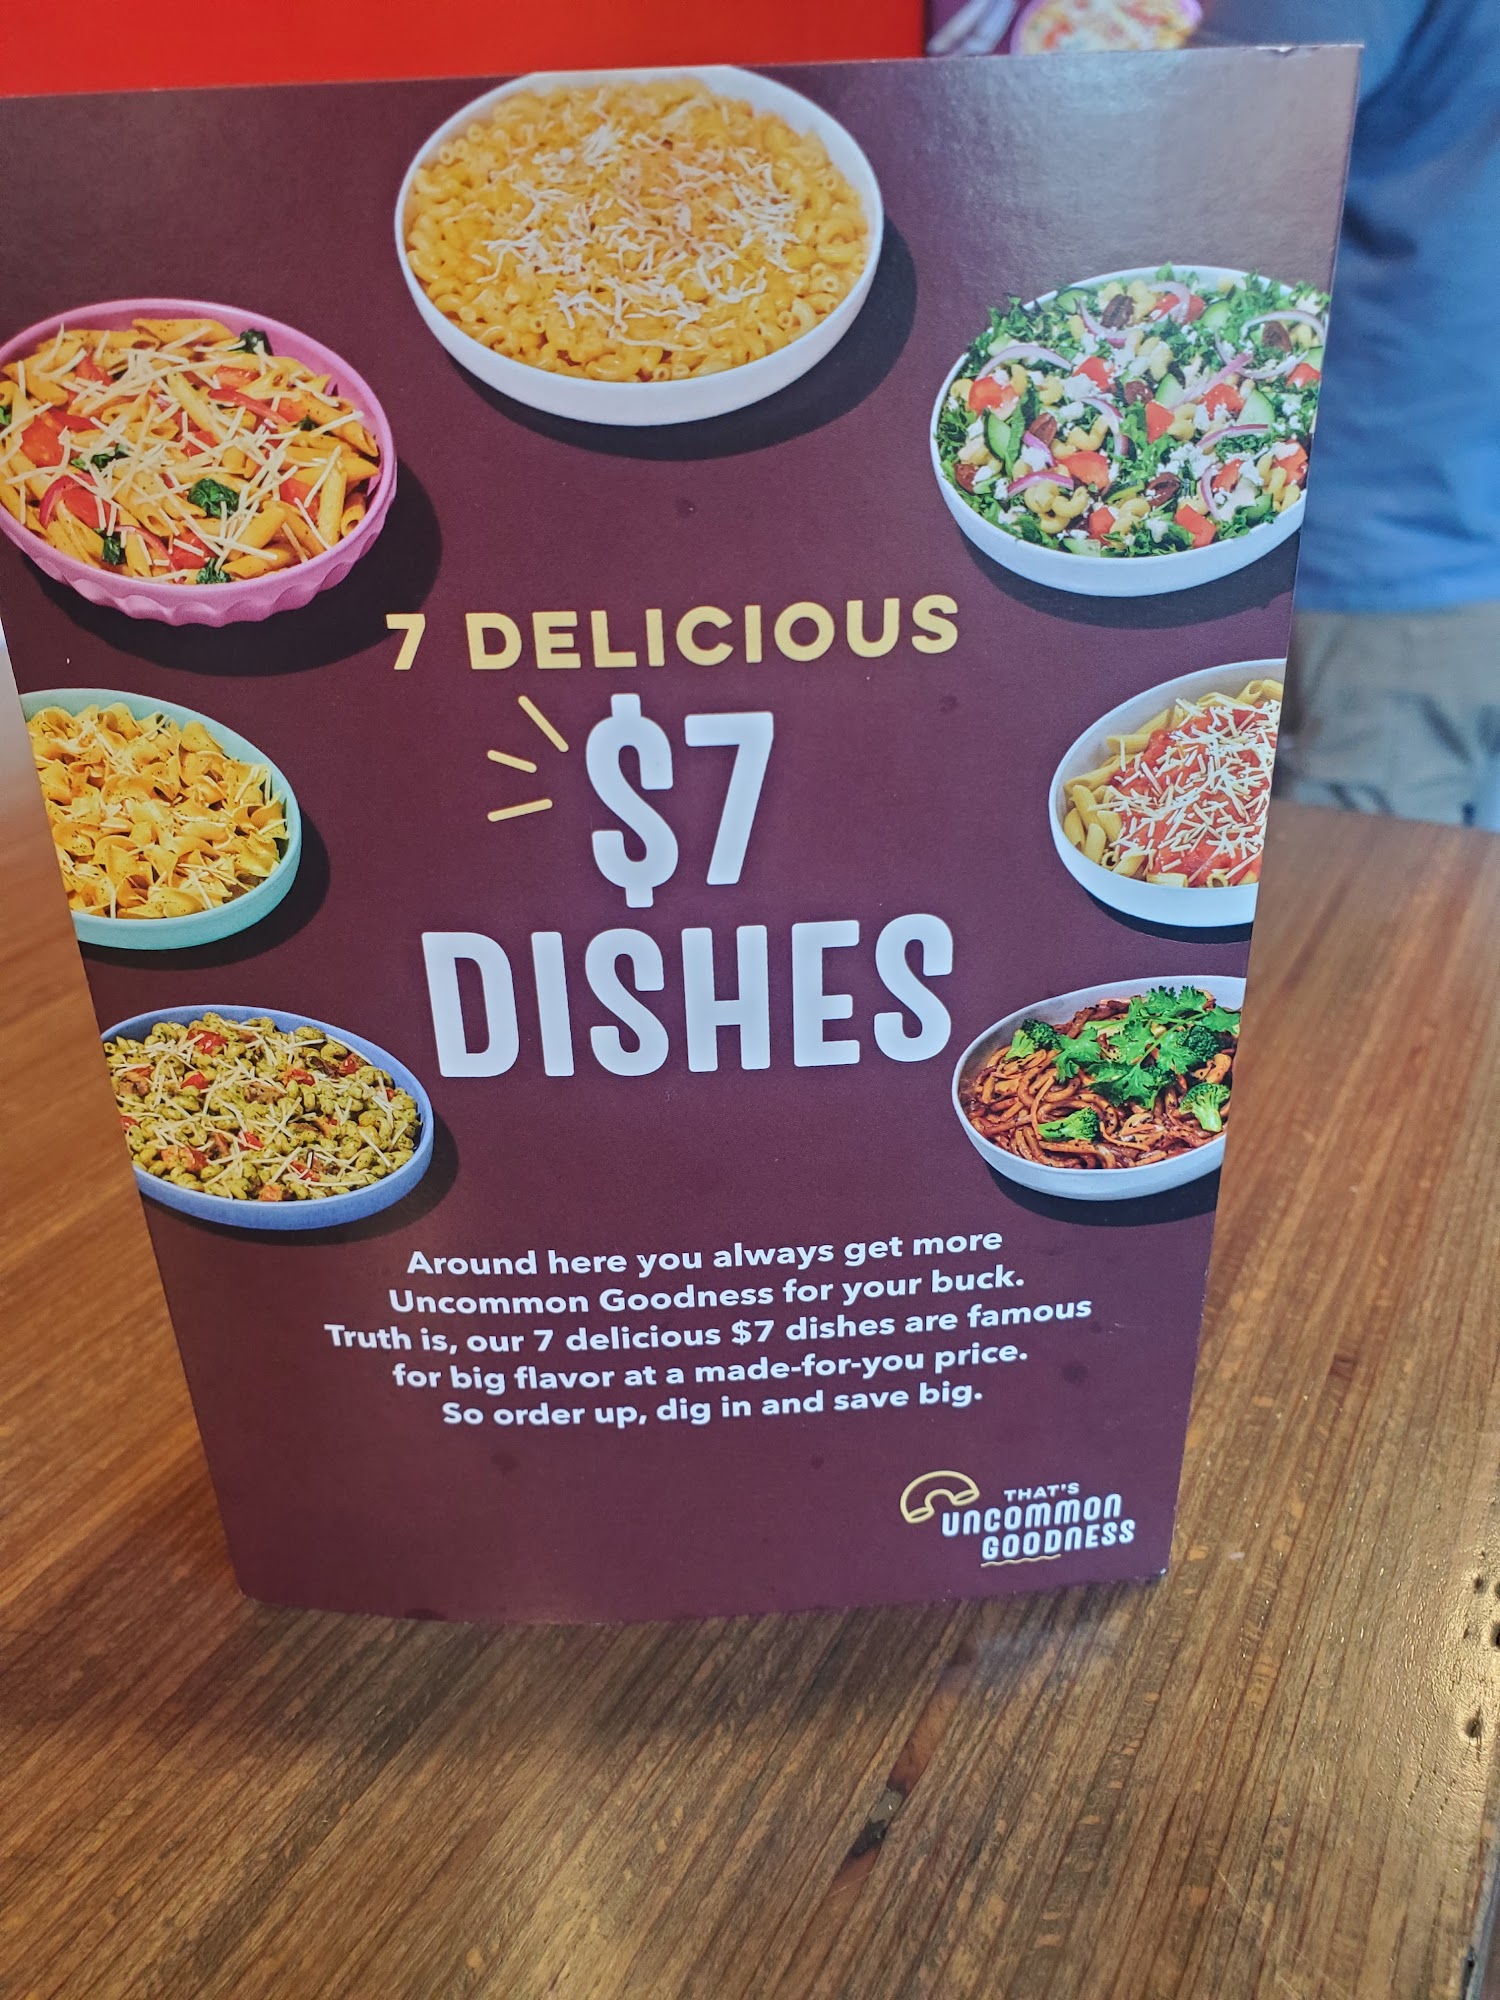 7 DELICIOUS
$7
DISHES
Around here you always get more
Uncommon Goodness for your buck.
Truth is, our 7 delicious $7 dishes are famous
for big flavor at a made-for-you price.
So order up, dig in and save big.
THAT'S
UNCOMMON
GOODNESS